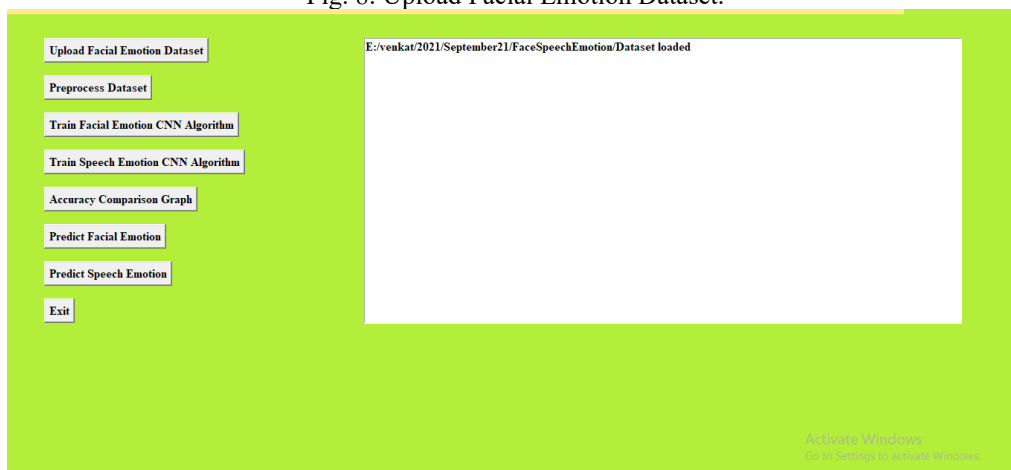 Fig. 8: Upload Facial Emotion Dataset.
Upload Facial Emotion Dataset
E:/venkat/2021/September21/FaceSpeechEmotion/Dataset loaded
Preprocess Dataset
Train Facial Emotion CNN Algorithm
Train Speech Emotion CNN Algorithm
Accuracy Comparison Graph
Predict Facial Emotion
Predict Speech Emotion
Exit
Activate Windows
Go to Settings to activate Windows.